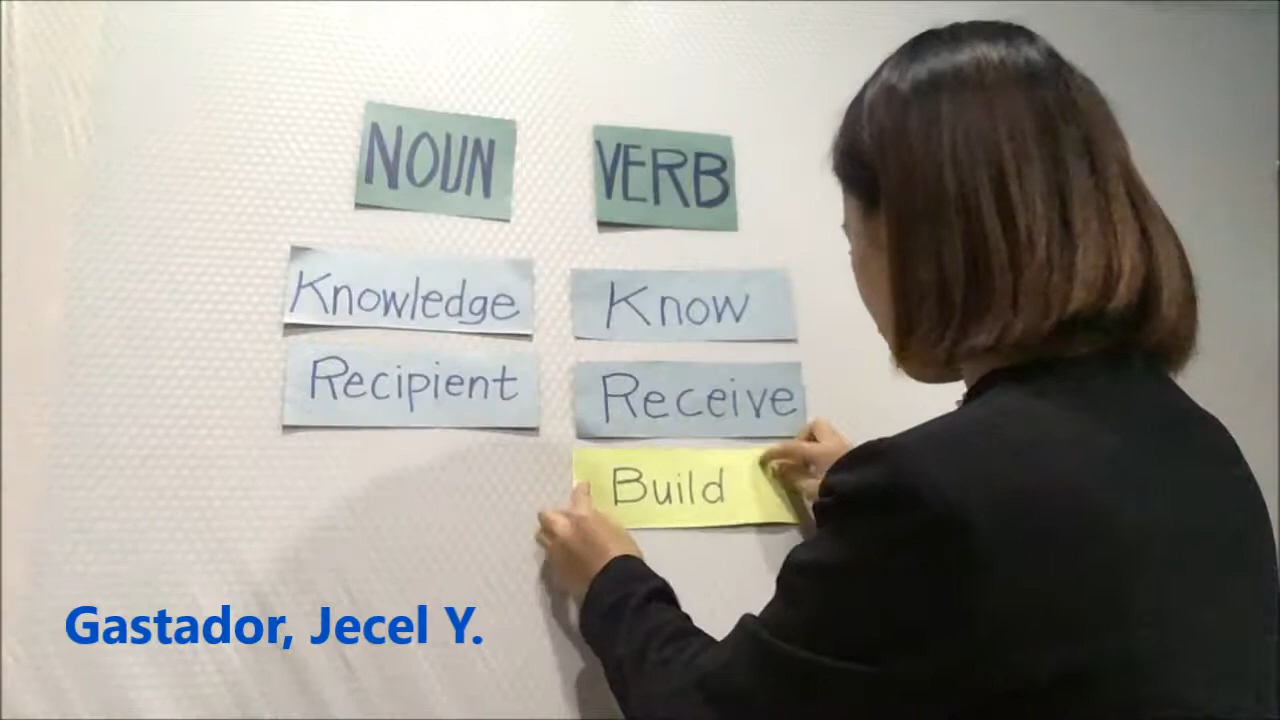 NOUN VERB
Knowledge Know
Recipient Receive
Build
Gastador, Jecel Y.